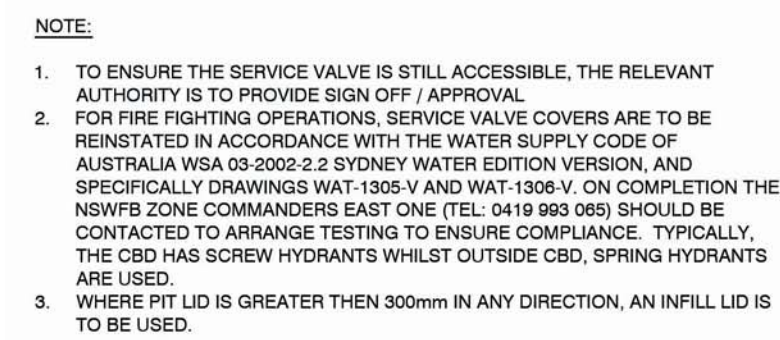 NOTE:
1. TO ENSURE THE SERVICE VALVE IS STILL ACCESSIBLE, THE RELEVANT
AUTHORITY IS TO PROVIDE SIGN OFF / APPROVAL
2. FOR FIRE FIGHTING OPERATIONS, SERVICE VALVE COVERS ARE TO BE
REINSTATED IN ACCORDANCE WITH THE WATER SUPPLY CODE OF
AUSTRALIA WSA 03-2002-2.2 SYDNEY WATER EDITION VERSION, AND
SPECIFICALLY DRAWINGS WAT-1305-V AND WAT-1306-V. ON COMPLETION THE
NSWFB ZONE COMMANDERS EAST ONE (TEL: 0419 993 065) SHOULD BE
CONTACTED TO ARRANGE TESTING TO ENSURE COMPLIANCE. TYPICALLY,
THE CBD HAS SCREW HYDRANTS WHILST OUTSIDE CBD, SPRING HYDRANTS
ARE USED.
3. WHERE PIT LID IS GREATER THEN 300mm IN ANY DIRECTION, AN INFILL LID IS
TO BE USED.